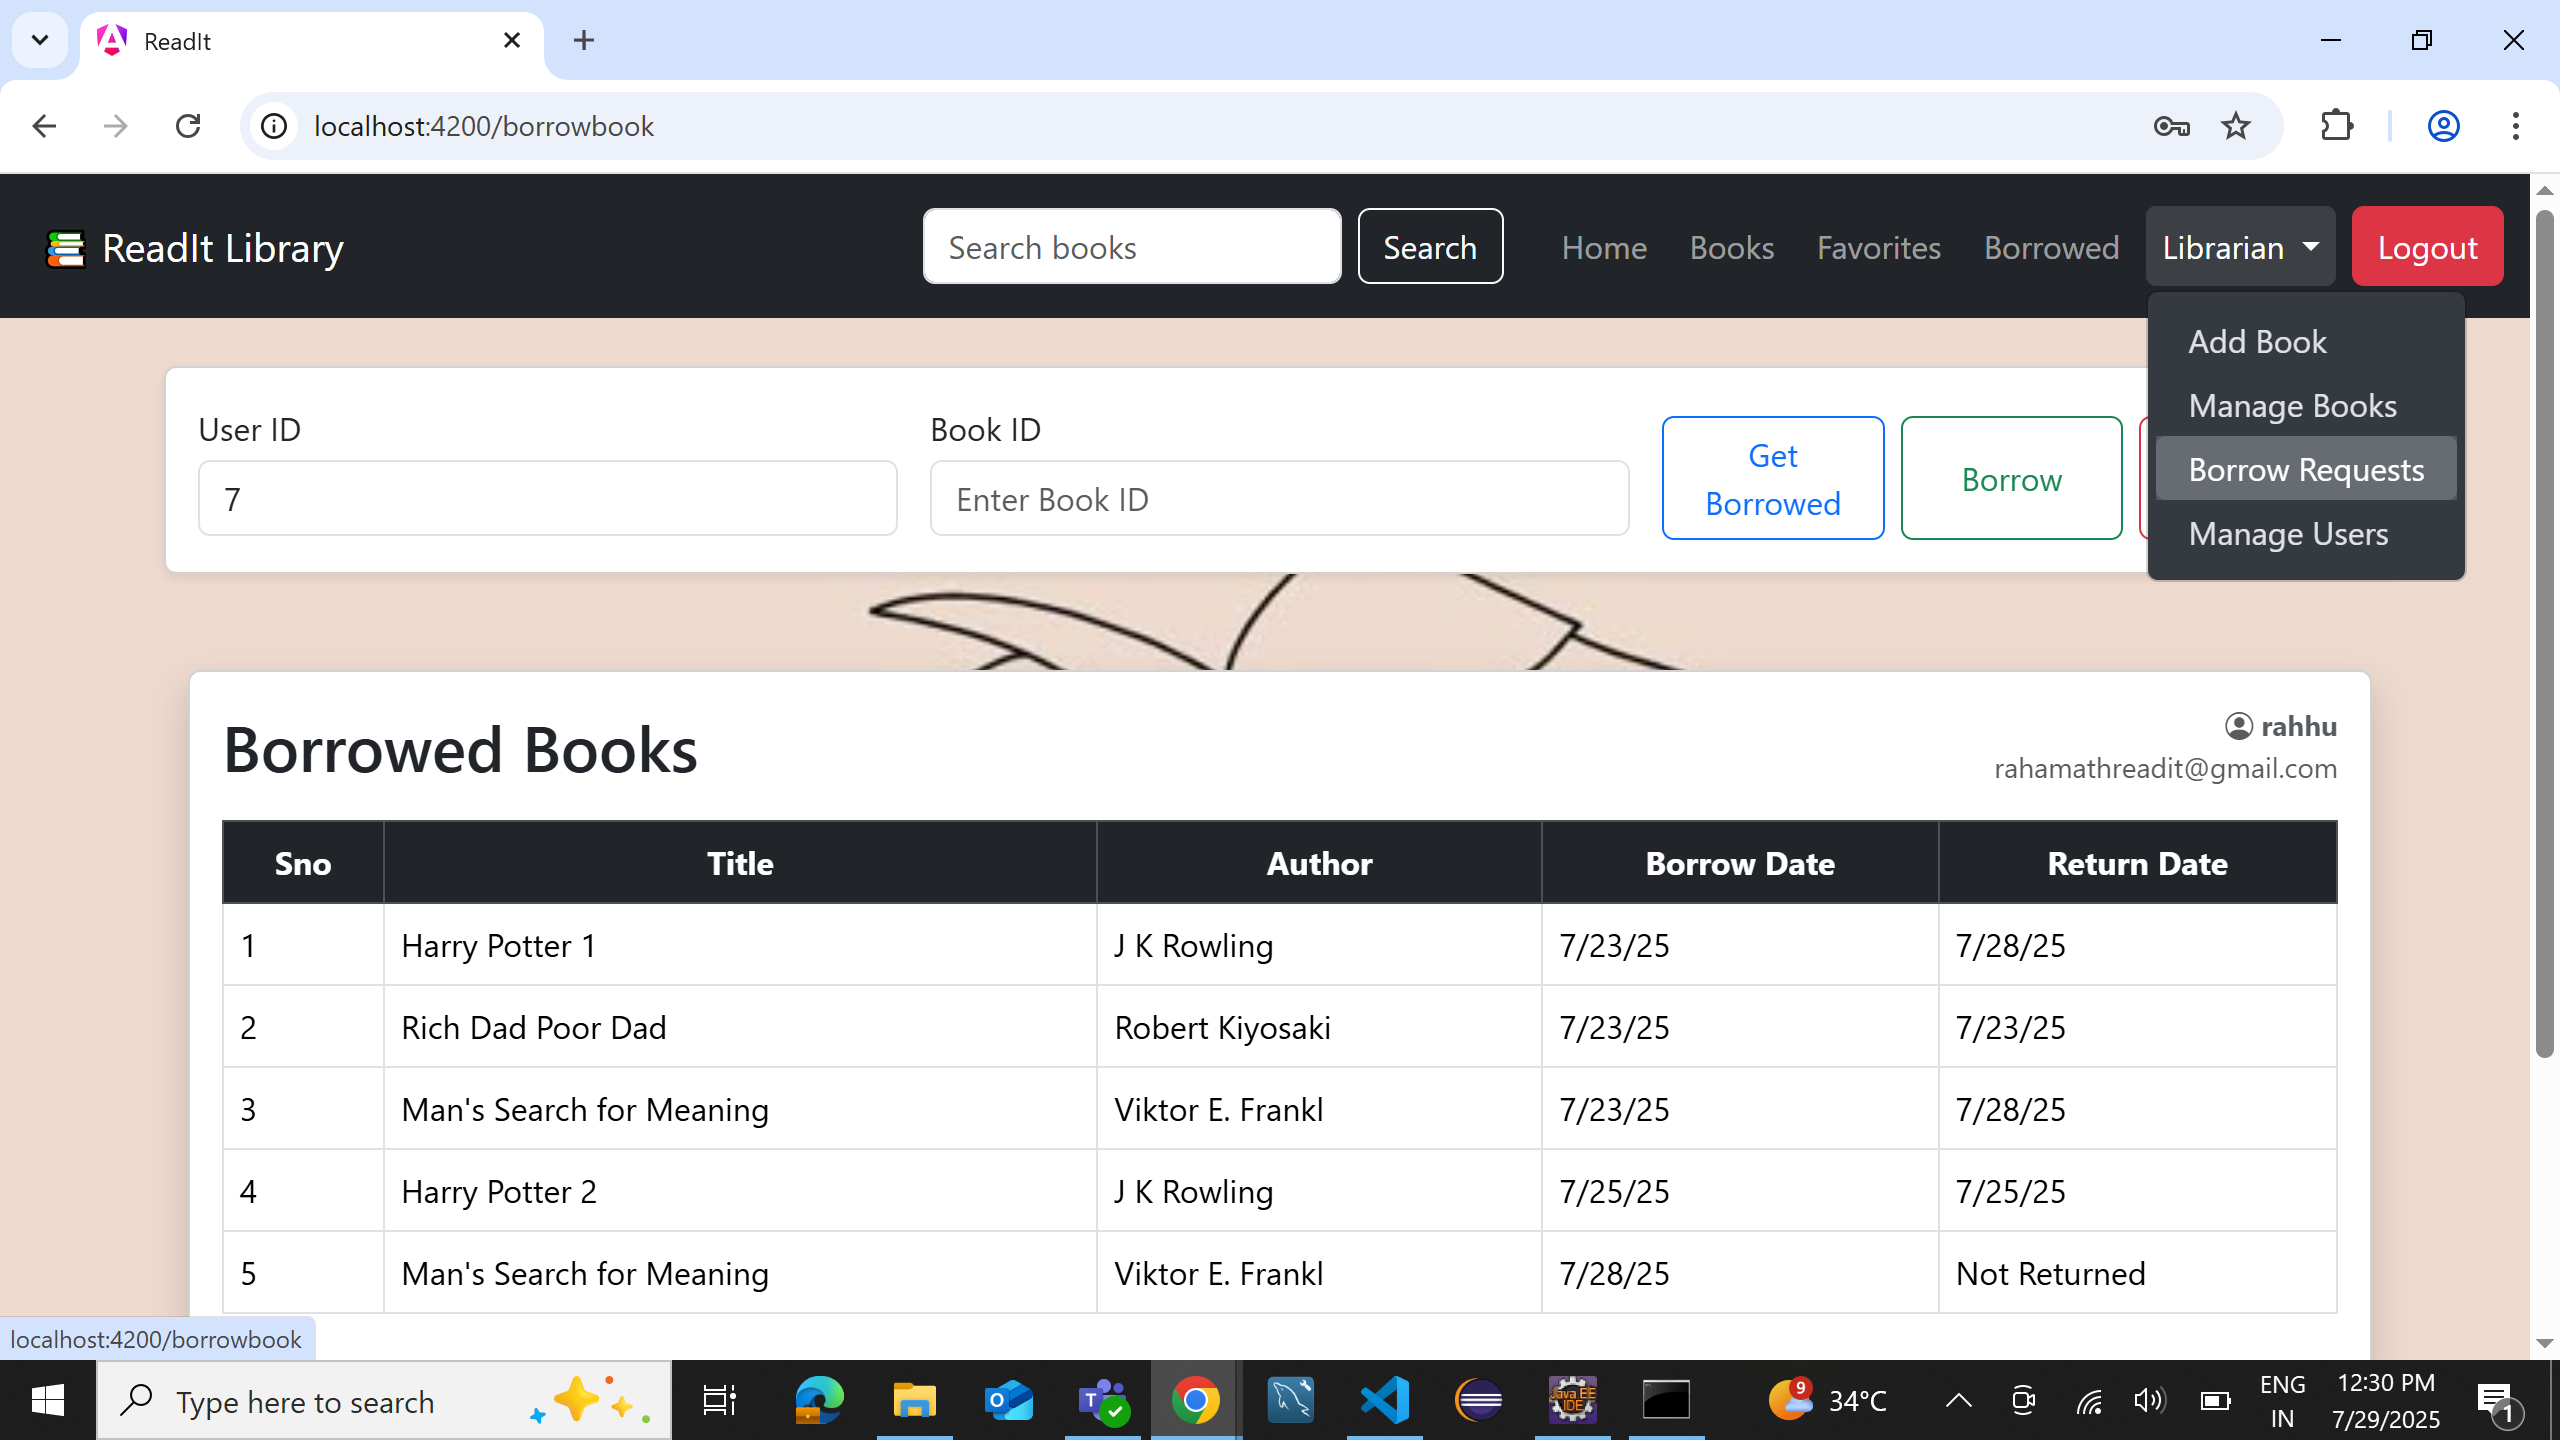 ReadIt
localhost:4200/borrowbook
ReadIt Library
Search books
Search
Home
Books
Favorites
Borrowed
Librarian
Logout
Add Book
Manage Books
Borrow Requests
Manage Users
User ID
7
Book ID
Enter Book ID
Get
Borrowed
Borrow
Borrowed Books
rahhu
rahamathreadit@gmail.com
Sno Title Author Borrow Date Return Date
1 Harry Potter 1 J K Rowling 7/23/25 7/28/25
2 Rich Dad Poor Dad Robert Kiyosaki 7/23/25 7/23/25
3 Man's Search for Meaning Viktor E. Frankl 7/23/25 7/28/25
4 Harry Potter 2 J K Rowling 7/25/25 7/25/25
5 Man's Search for Meaning Viktor E. Frankl 7/28/25 Not Returned
localhost:4200/borrowbook
Type here to search
Java EE
IDE
9
34°C
ENG
IN
12:30 PM
7/29/2025
1